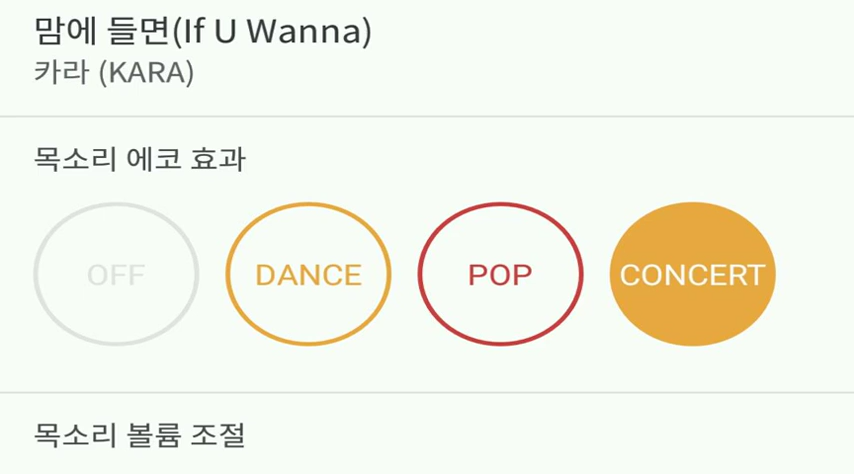 맘에 들면(If U Wanna)
카라 (KARA)
목소리 에코 효과
OFF DANCE POP CONCERT
목소리 볼륨 조절